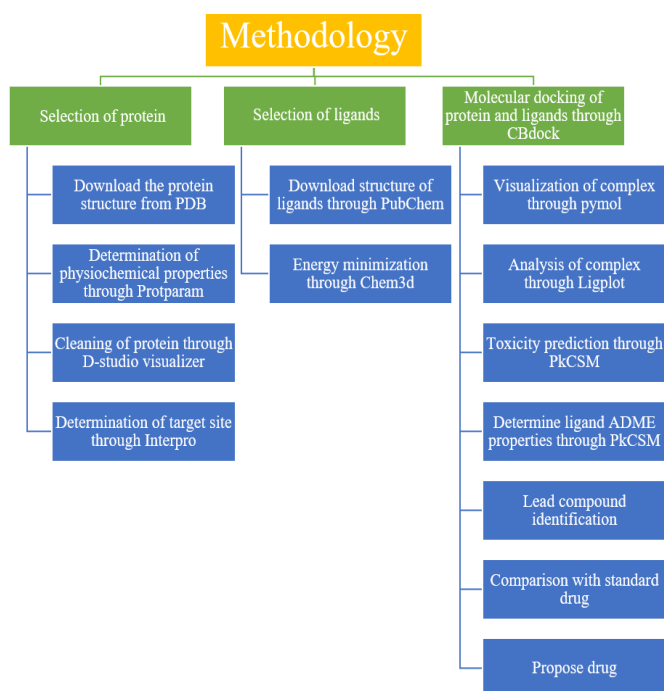 Methodology
Selection of protein
Download the protein
structure from PDB
Determination of
physiochemical properties
through Protparam
Cleaning of protein through
D-studio visualizer
Determination of target site
through Interpro
Selection of ligands
Download structure of
ligands through PubChem
Energy minimization
through Chem3d
Molecular docking of
protein and ligands through
CBdock
Visualization of complex
through pymol
Analysis of complex
through Ligplot
Toxicity prediction through
PkCSM
Determine ligand ADME
properties through PkCSM
Lead compound
identification
Comparison with standard
drug
Propose drug